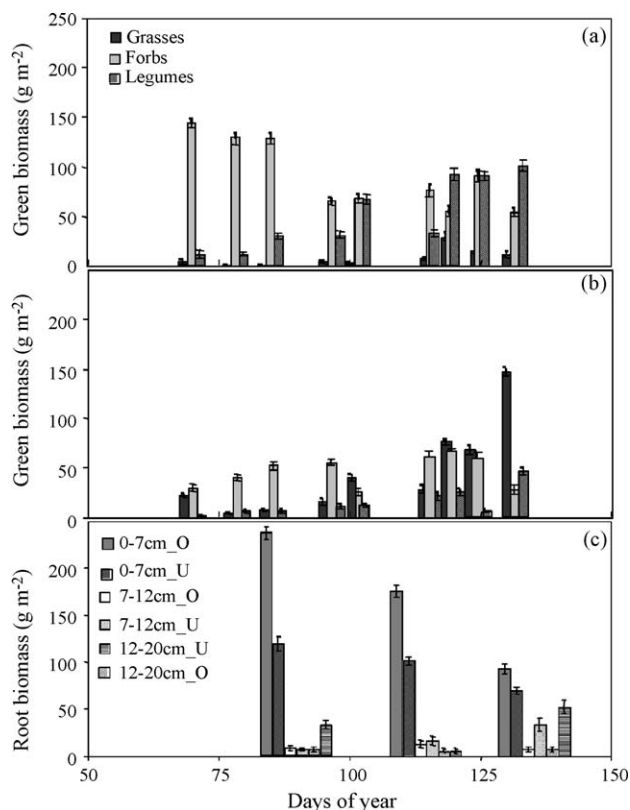 (a)
Grasses
Forbs
Legumes
250
200
150
100
50
0
Green biomass (g m-2)
(b)
200
150
100
50
0
Green biomass (g m-2)
(c)
0-7cm_O
0-7cm_U
7-12cm_O
7-12cm_U
12-20cm_U
12-20cm_O
200
150
100
50
0
Root biomass (g m-2)
50 75 100 125 150
Days of year